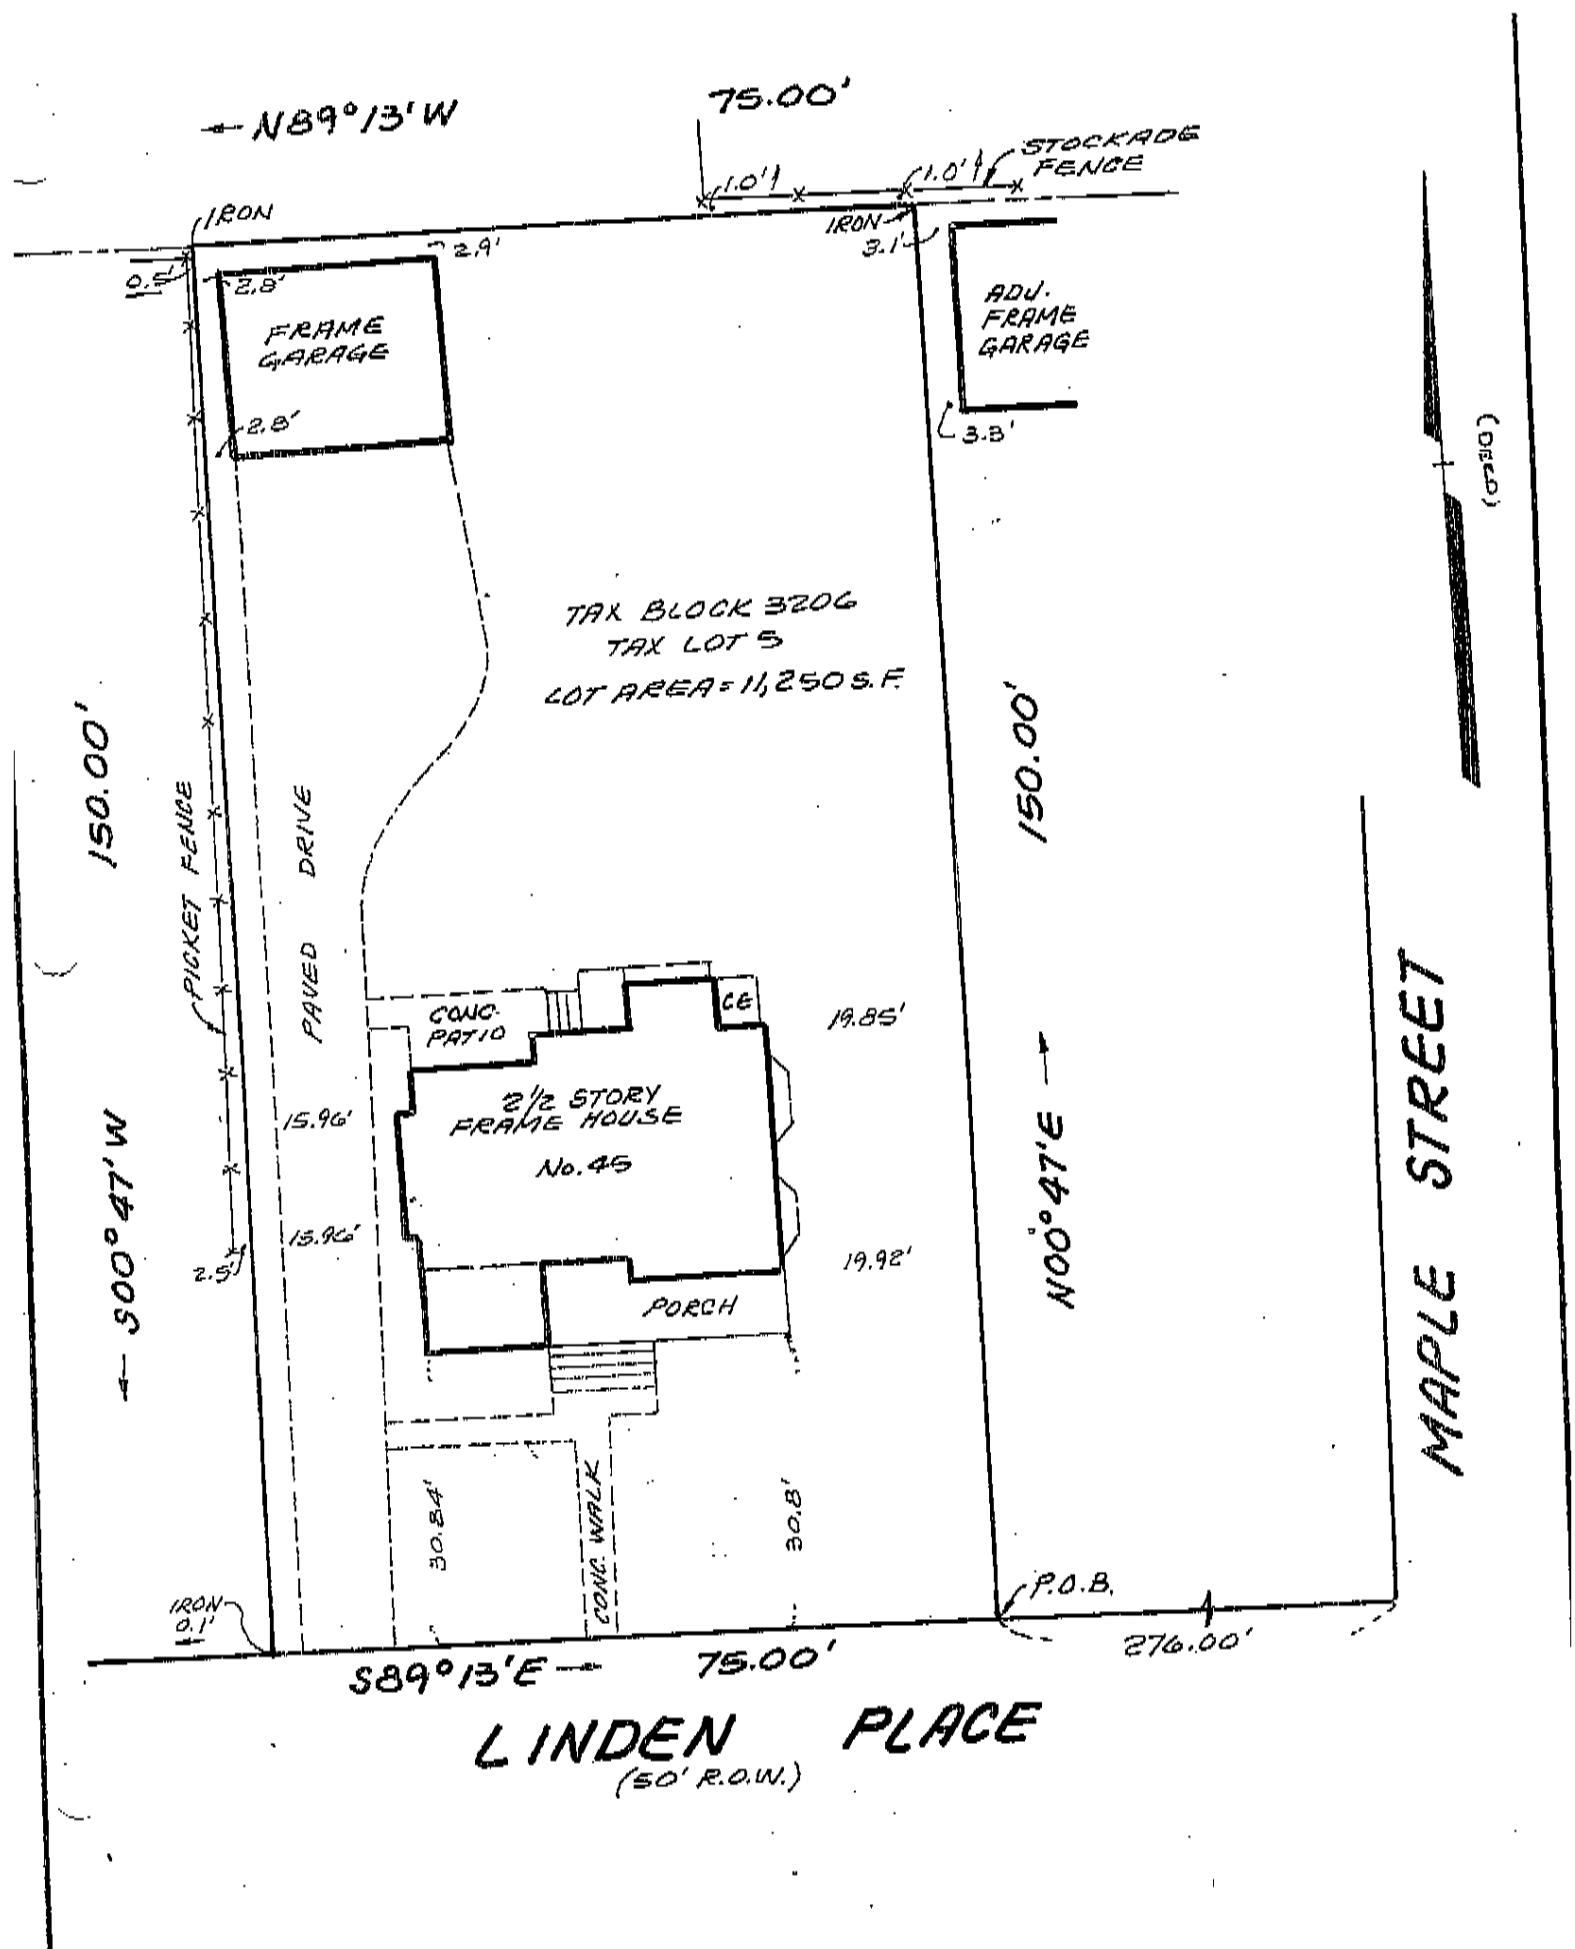 ← N89°13'W
75.00'
1.0'
1.0'
STOCKADE
FENCE
IRON
IRON
2.9'
3.1'
0.5'
2.8'
FRAME
GARAGE
ADJ.
FRAME
GARAGE
2.8'
3.3'
TAX BLOCK 3206
TAX LOT 5
LOT AREA = 11,250 S.F.
150.00'
150.00'
PICKET FENCE
PAVED DRIVE
CONC.
PATIO
CE
19.85'
2 1/2 STORY
FRAME HOUSE
No. 45
15.96'
15.96'
19.92'
2.5'
PORCH
← S00°47'W
N00°47'E →
MAPLE STREET
30.84'
CONC. WALK
30.8'
IRON
0.1'
P.O.B.
276.00'
S89°13'E →
75.00'
LINDEN PLACE
(50' R.O.W.)